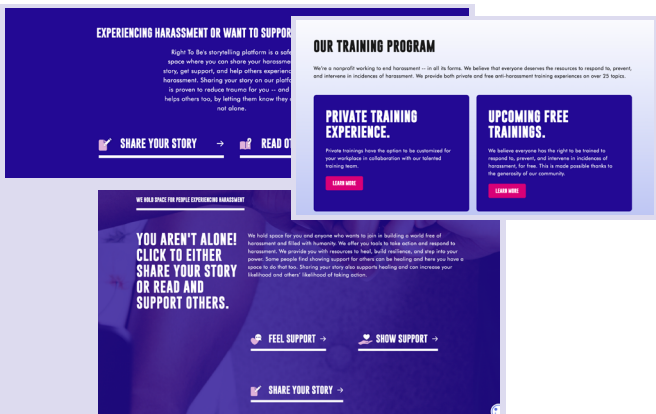 EXPERIENCING HARASSMENT OR WANT TO SUPPOR
Right To Be's storytelling platform is a safe
space where you can share your harassme
story, get support, and help others experienc
harassment. Sharing your story on our platfo
is proven to reduce trauma for you -- and
helps others too, by letting them know they
not alone.
SHARE YOUR STORY →
READ OT
OUR TRAINING PROGRAM
We're a nonprofit working to end harassment -- in all its forms. We believe that everyone deserves the resources to respond to, prevent,
and intervene in incidences of harassment. We provide both private and free anti-harassment training experiences on over 25 topics.
PRIVATE TRAINING
EXPERIENCE.
Private trainings have the option to be customized for
your workplace in collaboration with our talented
training team.
LEARN MORE
UPCOMING FREE
TRAININGS.
We believe everyone has the right to be trained to
respond to, prevent, and intervene in incidences of
harassment, for free. This is made possible thanks to
the generosity of our community.
LEARN MORE
WE HOLD SPACE FOR PEOPLE EXPERIENCING HARASSMENT
YOU AREN'T ALONE!
CLICK TO EITHER
SHARE YOUR STORY
OR READ AND
SUPPORT OTHERS.
We hold space for you and anyone who wants to join in building a world free of
harassment and filled with humanity. We offer you tools to take action and respond to
harassment. We provide you with resources to heal, build resilience, and step into your
power. Some people find showing support for others can be healing and here you have a
space to do that too. Sharing your story also supports healing and can increase your
likelihood and others' likelihood of taking action.
FEEL SUPPORT →
SHOW SUPPORT →
SHARE YOUR STORY →